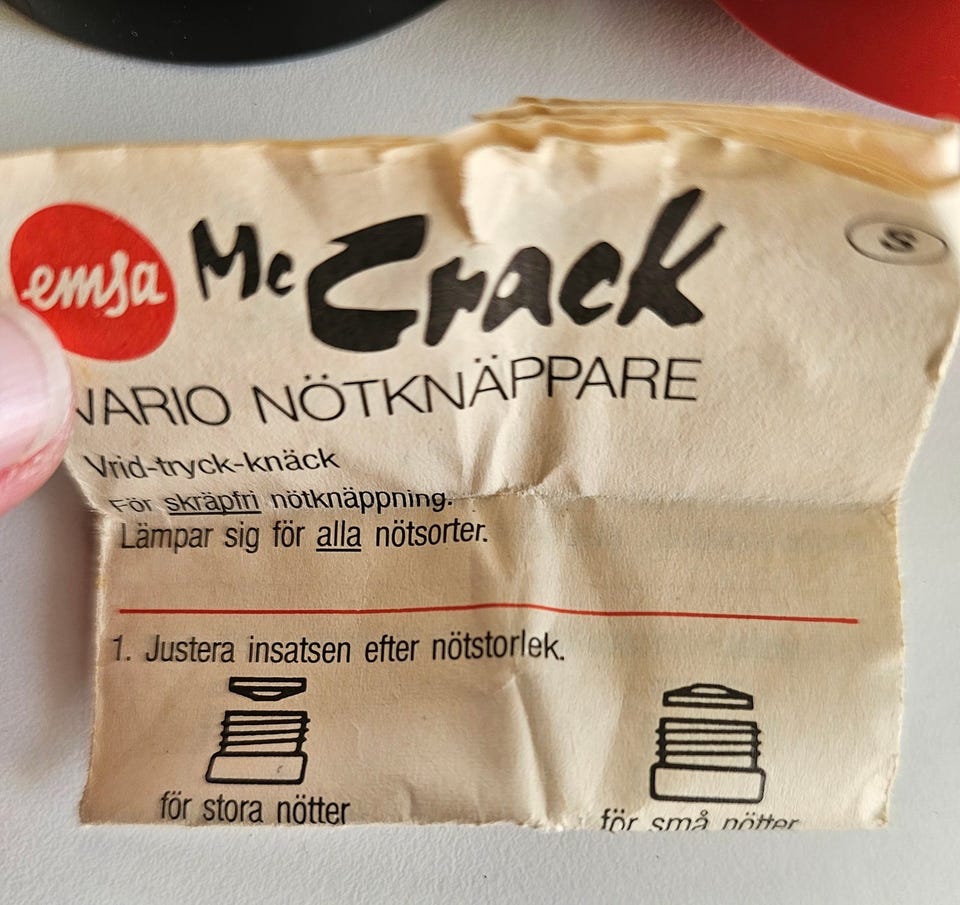 emsa Mc Crack S
VARIO NÖTKNÄPPARE
Vrid-tryck-knäck
För skräpfri nötknäppning.
Lämpar sig för alla nötsorter.
1. Justera insatsen efter nötstorlek.
för stora nötter
för små nötter